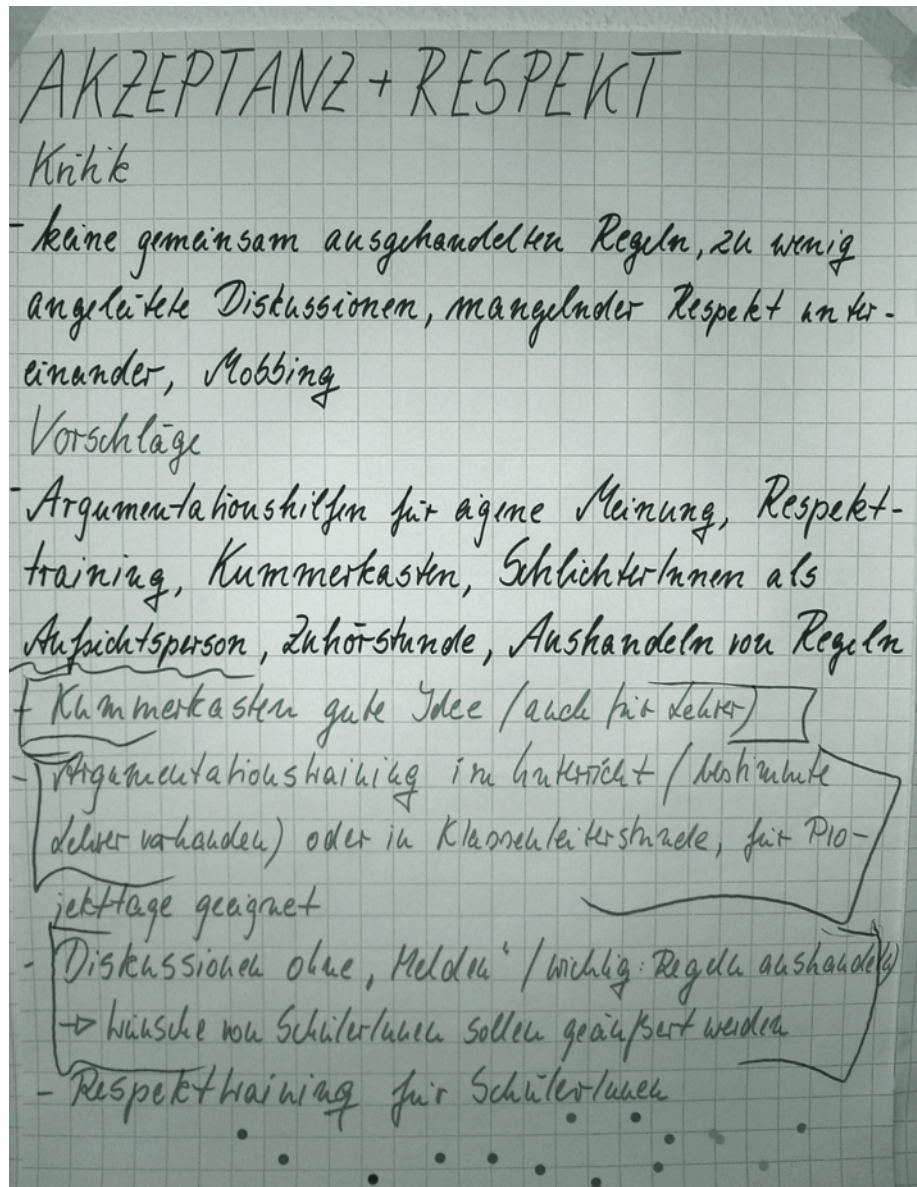 AKZEPTANZ + RESPEKT
Kritik
- keine gemeinsam ausgehandelten Regeln, zu wenig
angeleitete Diskussionen, mangelnder Respekt unter-
einander, Mobbing
Vorschläge
- Argumentationshilfen für eigene Meinung, Respekt-
training, Kummerkasten, SchlichterInnen als
Aufsichtsperson, Zuhörstunde, Aushandeln von Regeln
- Kummerkasten gute Idee (auch für Lehrer)
- Argumentationstraining im Unterricht (bestimmte
Lehrer vorhanden) oder in Klassenleiterstunde, für Pro-
jekttage geeignet
- Diskussionen ohne „Melden" / wichtig: Regeln aushandeln)
→ Wünsche von SchülerInnen sollen geäußert werden
- Respekttraining für SchülerInnen